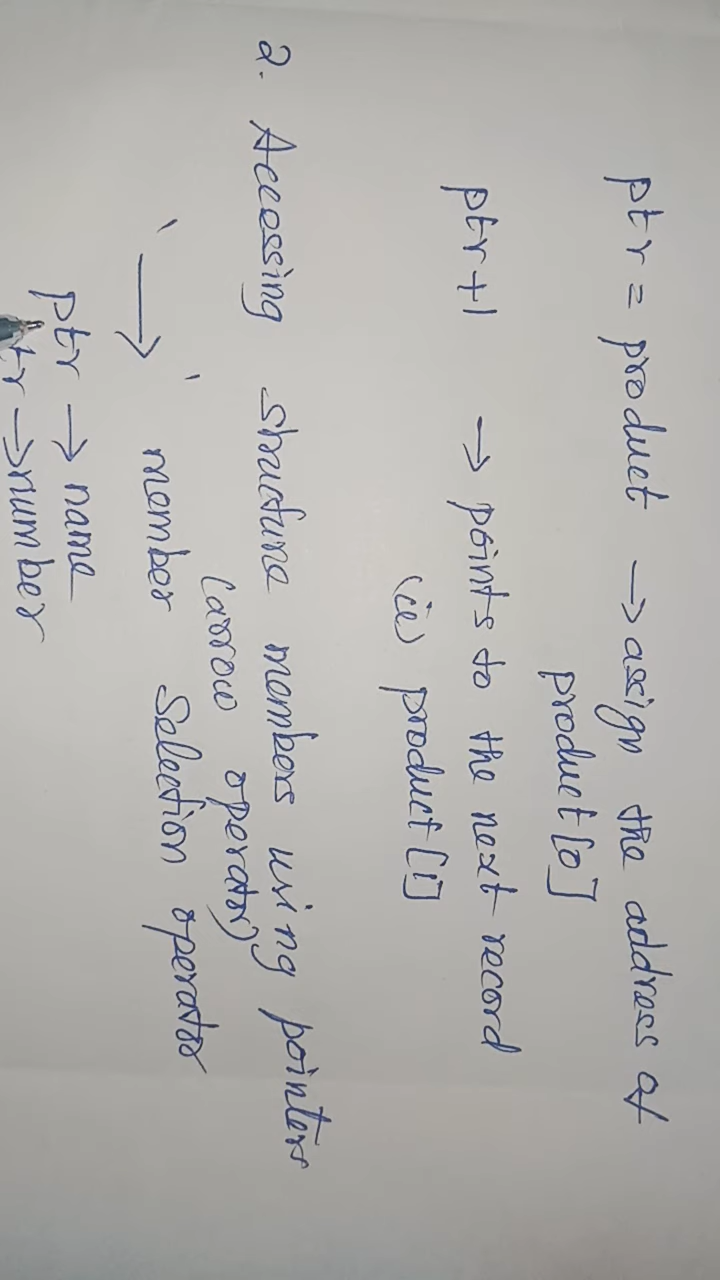 ptr = product → assign the address of
product[0]
ptr+1 → points to the next record
(ie) product[1]
2. Accessing structure members using pointers
(arrow operator)
' → ' member selection operator
ptr → name
tr → number